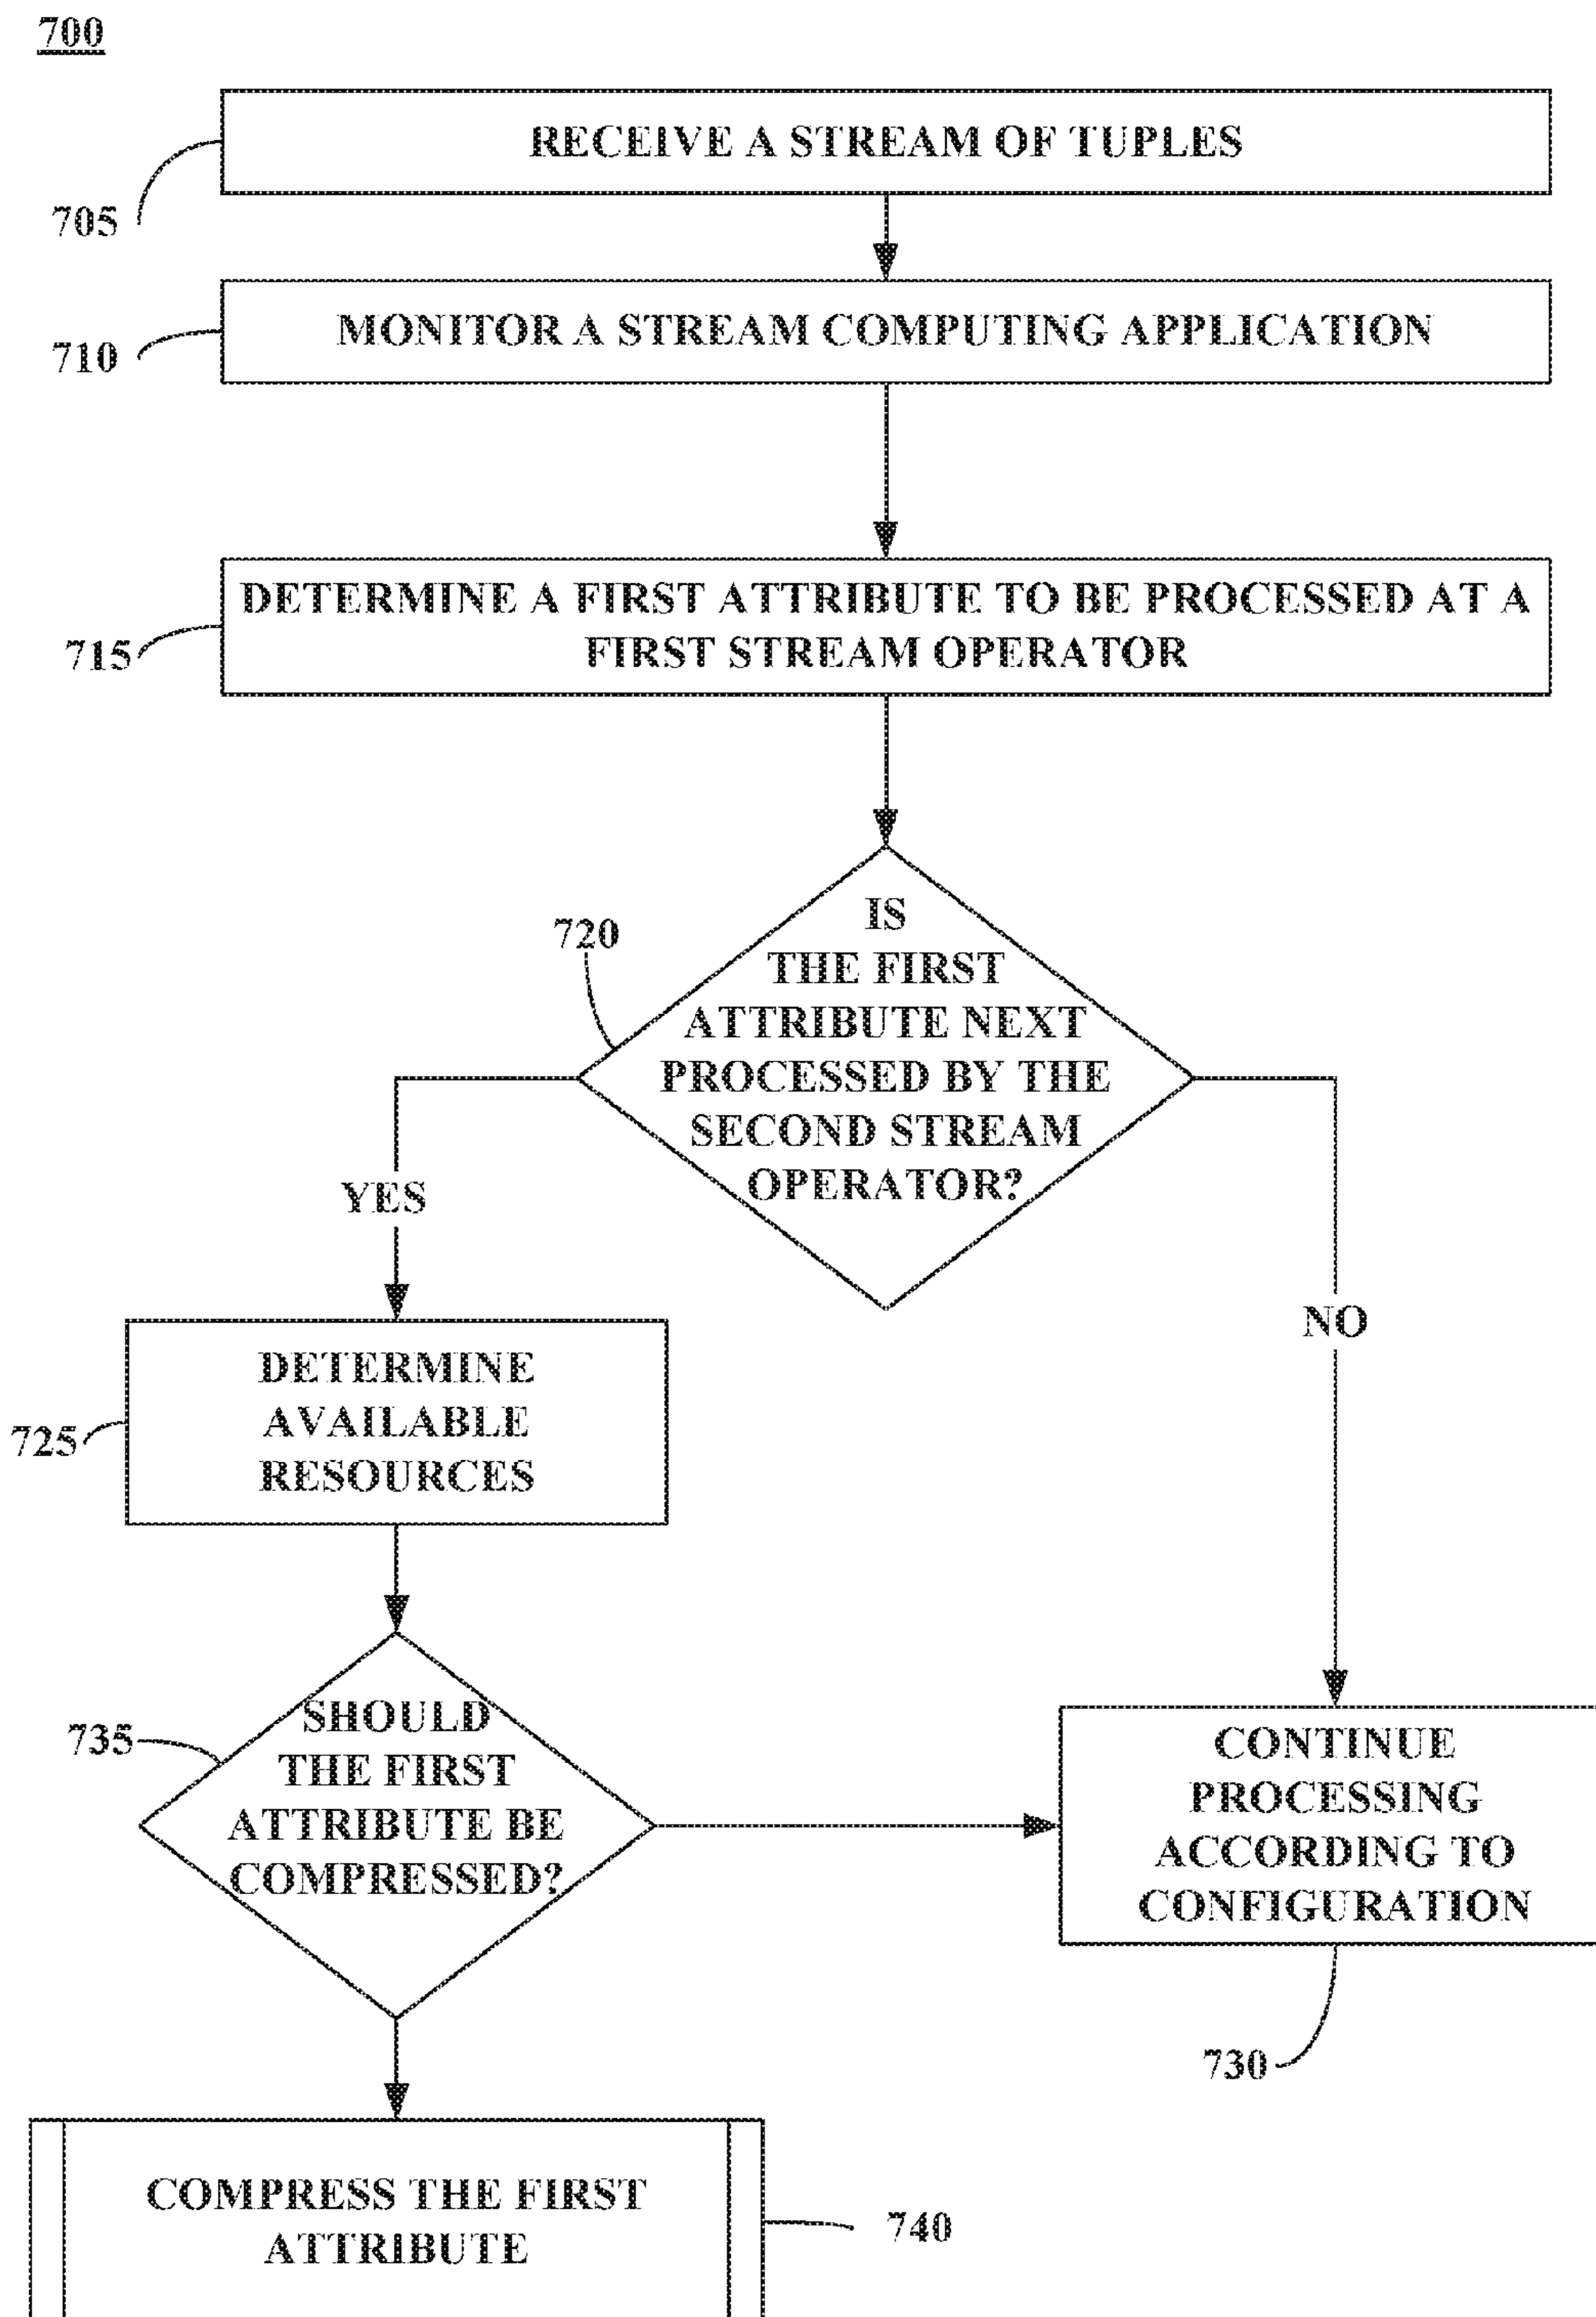 700
RECEIVE A STREAM OF TUPLES
705
MONITOR A STREAM COMPUTING APPLICATION
710
DETERMINE A FIRST ATTRIBUTE TO BE PROCESSED AT A
FIRST STREAM OPERATOR
715
720
IS
THE FIRST
ATTRIBUTE NEXT
PROCESSED BY THE
SECOND STREAM
OPERATOR?
YES
NO
DETERMINE
AVAILABLE
RESOURCES
725
735
SHOULD
THE FIRST
ATTRIBUTE BE
COMPRESSED?
CONTINUE
PROCESSING
ACCORDING TO
CONFIGURATION
730
COMPRESS THE FIRST
ATTRIBUTE
740